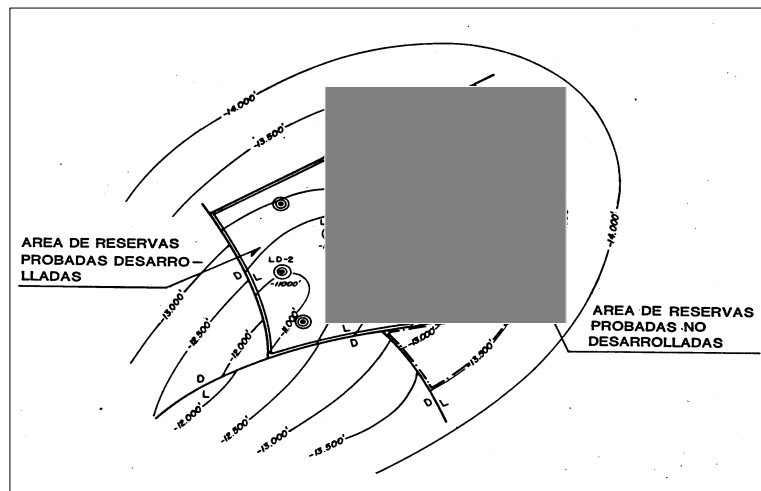 -14.000'
-13.500'
AREA DE RESERVAS
PROBADAS DESARRO-
LLADAS
D L
LD-2
-11000'
-11.000'
-13.000'
-12.500'
-12.000'
D
L
L
D
-12.000'
-12.500'
-13.000'
-13.500'
-13.000'
-13.500'
D L
-14.000'
AREA DE RESERVAS
PROBADAS NO
DESARROLLADAS